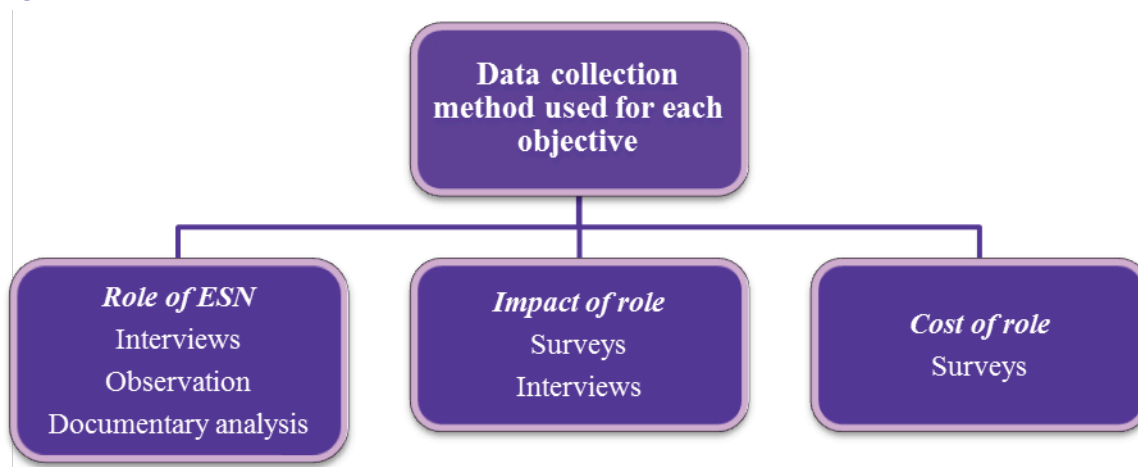 Data collection
method used for each
objective
Role of ESN
Interviews
Observation
Documentary analysis
Impact of role
Surveys
Interviews
Cost of role
Surveys